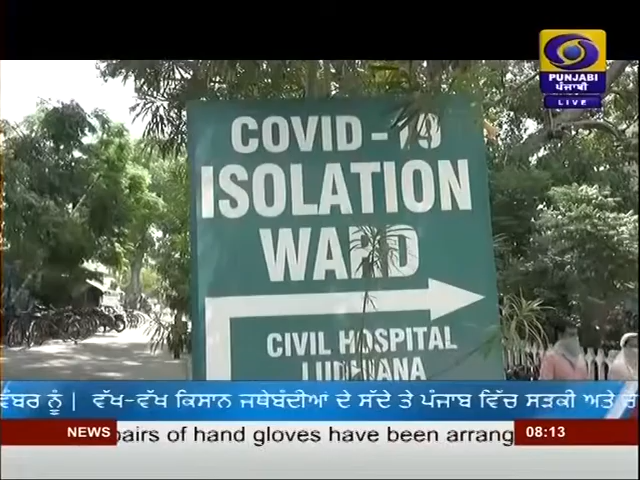 PUNJABI
ਪੰਜਾਬੀ
LIVE
COVID-19
ISOLATION
WARD
CIVIL HOSPITAL
LUDHIANA
ਵੱਖ-ਵੱਖ ਕਿਸਾਨ ਜਥੇਬੰਦੀਆਂ ਦੇ ਸੱਦੇ ਤੇ ਪੰਜਾਬ ਵਿੱਚ ਸੜਕੀ ਅਤੇ
NEWS pairs of hand gloves have been arrang 08:13